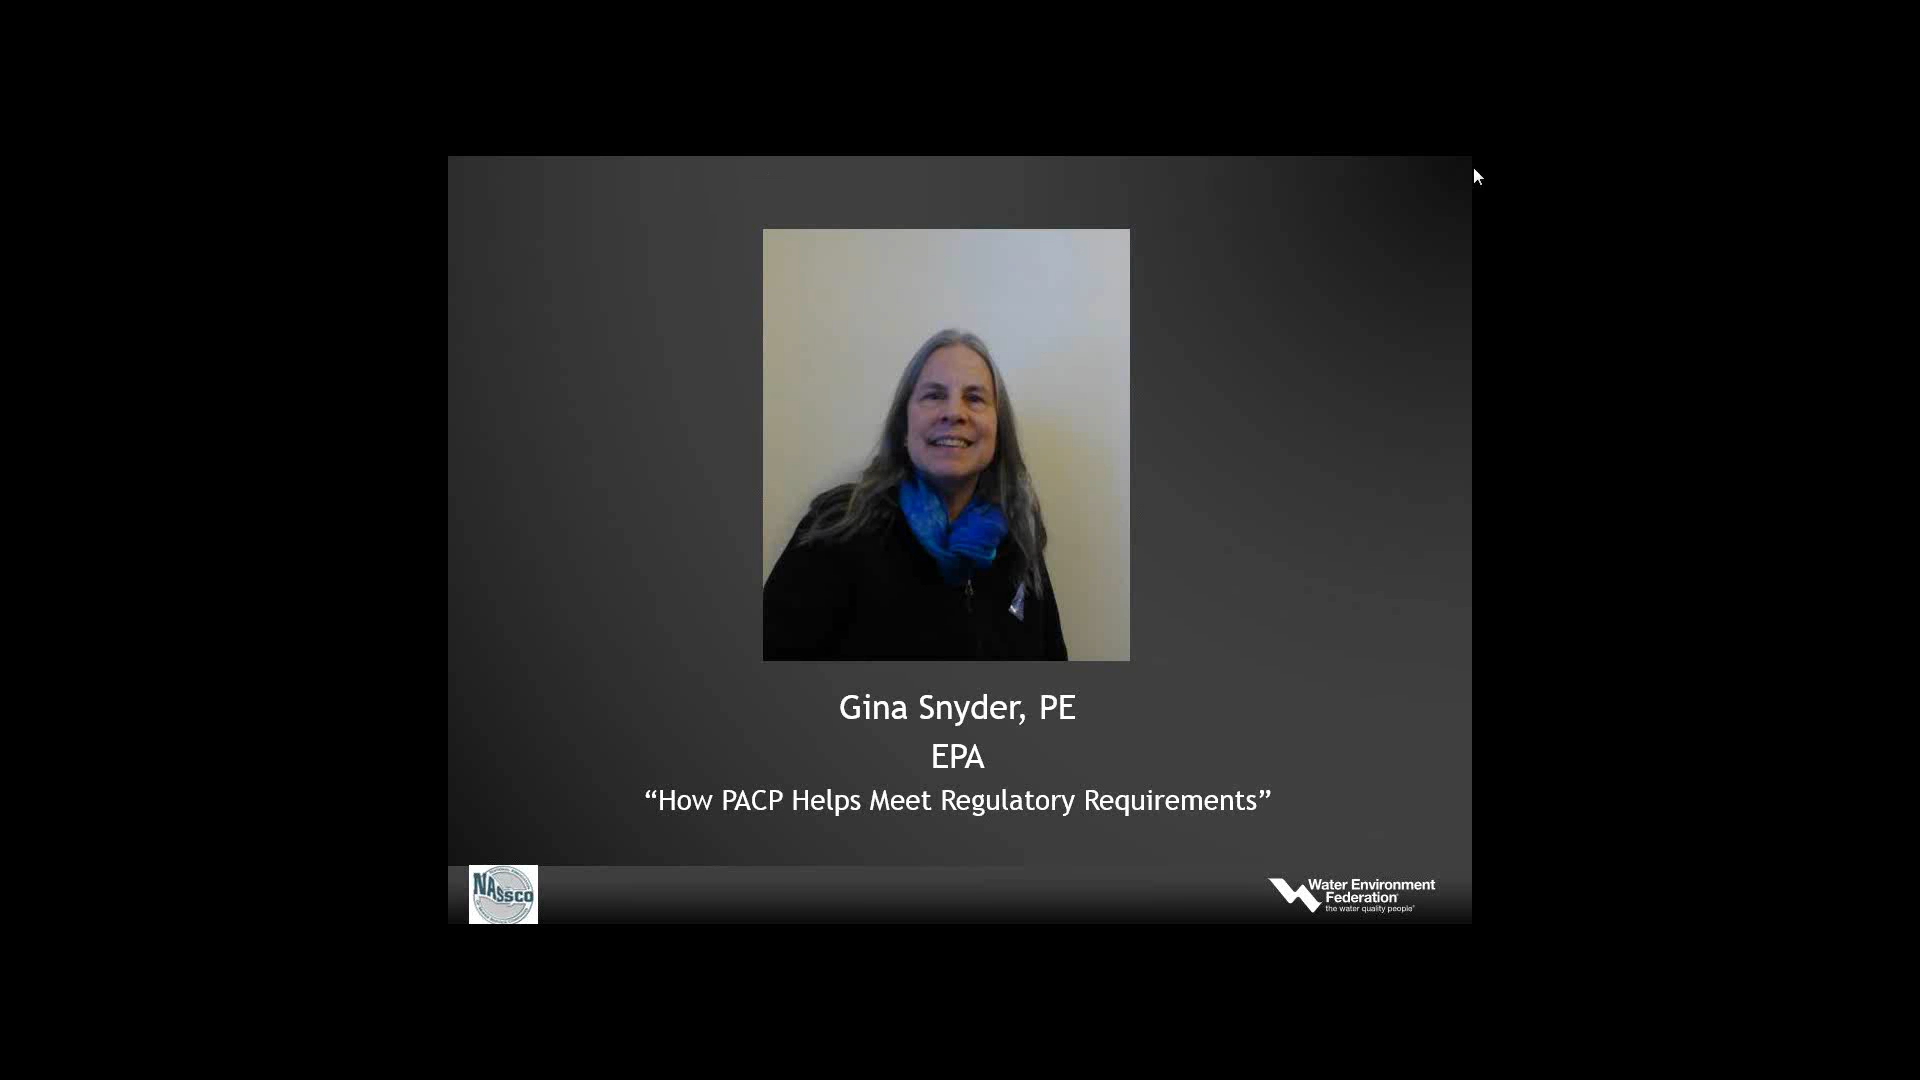 Gina Snyder, PE
EPA
“How PACP Helps Meet Regulatory Requirements”
NASSCO
Water Environment
Federation
the water quality people